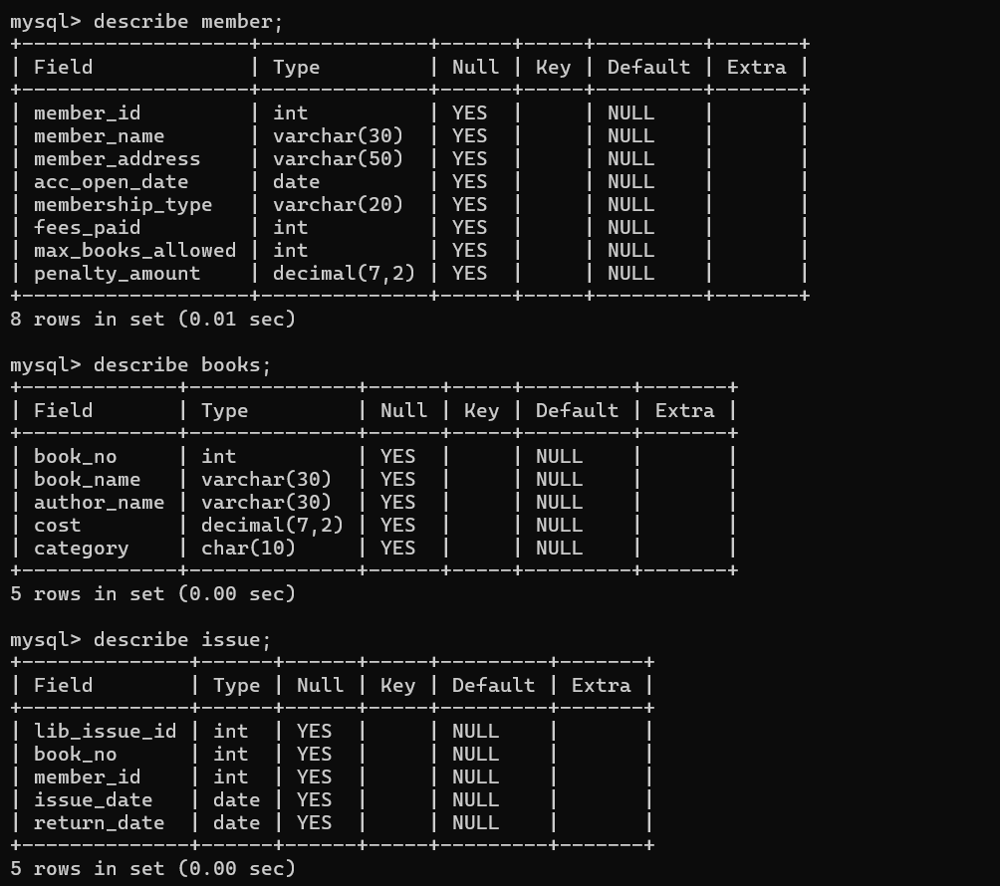 mysql> describe member;
+-------------------+--------------+------+-----+---------+-------+
| Field             | Type         | Null | Key | Default | Extra |
+-------------------+--------------+------+-----+---------+-------+
| member_id         | int          | YES  |     | NULL    |       |
| member_name       | varchar(30)  | YES  |     | NULL    |       |
| member_address    | varchar(50)  | YES  |     | NULL    |       |
| acc_open_date     | date         | YES  |     | NULL    |       |
| membership_type   | varchar(20)  | YES  |     | NULL    |       |
| fees_paid         | int          | YES  |     | NULL    |       |
| max_books_allowed | int          | YES  |     | NULL    |       |
| penalty_amount    | decimal(7,2) | YES  |     | NULL    |       |
+-------------------+--------------+------+-----+---------+-------+
8 rows in set (0.01 sec)

mysql> describe books;
+-------------+--------------+------+-----+---------+-------+
| Field       | Type         | Null | Key | Default | Extra |
+-------------+--------------+------+-----+---------+-------+
| book_no     | int          | YES  |     | NULL    |       |
| book_name   | varchar(30)  | YES  |     | NULL    |       |
| author_name | varchar(30)  | YES  |     | NULL    |       |
| cost        | decimal(7,2) | YES  |     | NULL    |       |
| category    | char(10)     | YES  |     | NULL    |       |
+-------------+--------------+------+-----+---------+-------+
5 rows in set (0.00 sec)

mysql> describe issue;
+--------------+------+------+-----+---------+-------+
| Field        | Type | Null | Key | Default | Extra |
+--------------+------+------+-----+---------+-------+
| lib_issue_id | int  | YES  |     | NULL    |       |
| book_no      | int  | YES  |     | NULL    |       |
| member_id    | int  | YES  |     | NULL    |       |
| issue_date   | date | YES  |     | NULL    |       |
| return_date  | date | YES  |     | NULL    |       |
+--------------+------+------+-----+---------+-------+
5 rows in set (0.00 sec)